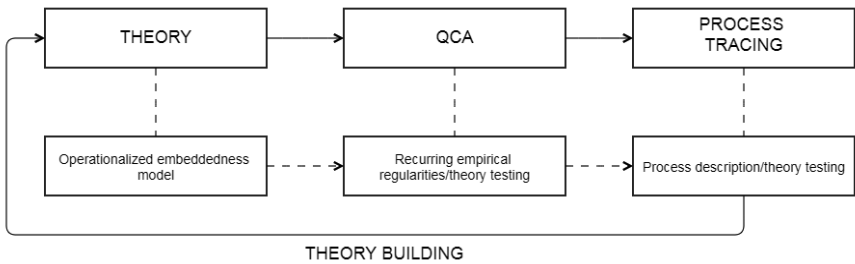 THEORY
QCA
PROCESS
TRACING
Operationalized embeddedness
model
Recurring empirical
regularities/theory testing
Process description/theory testing
THEORY BUILDING